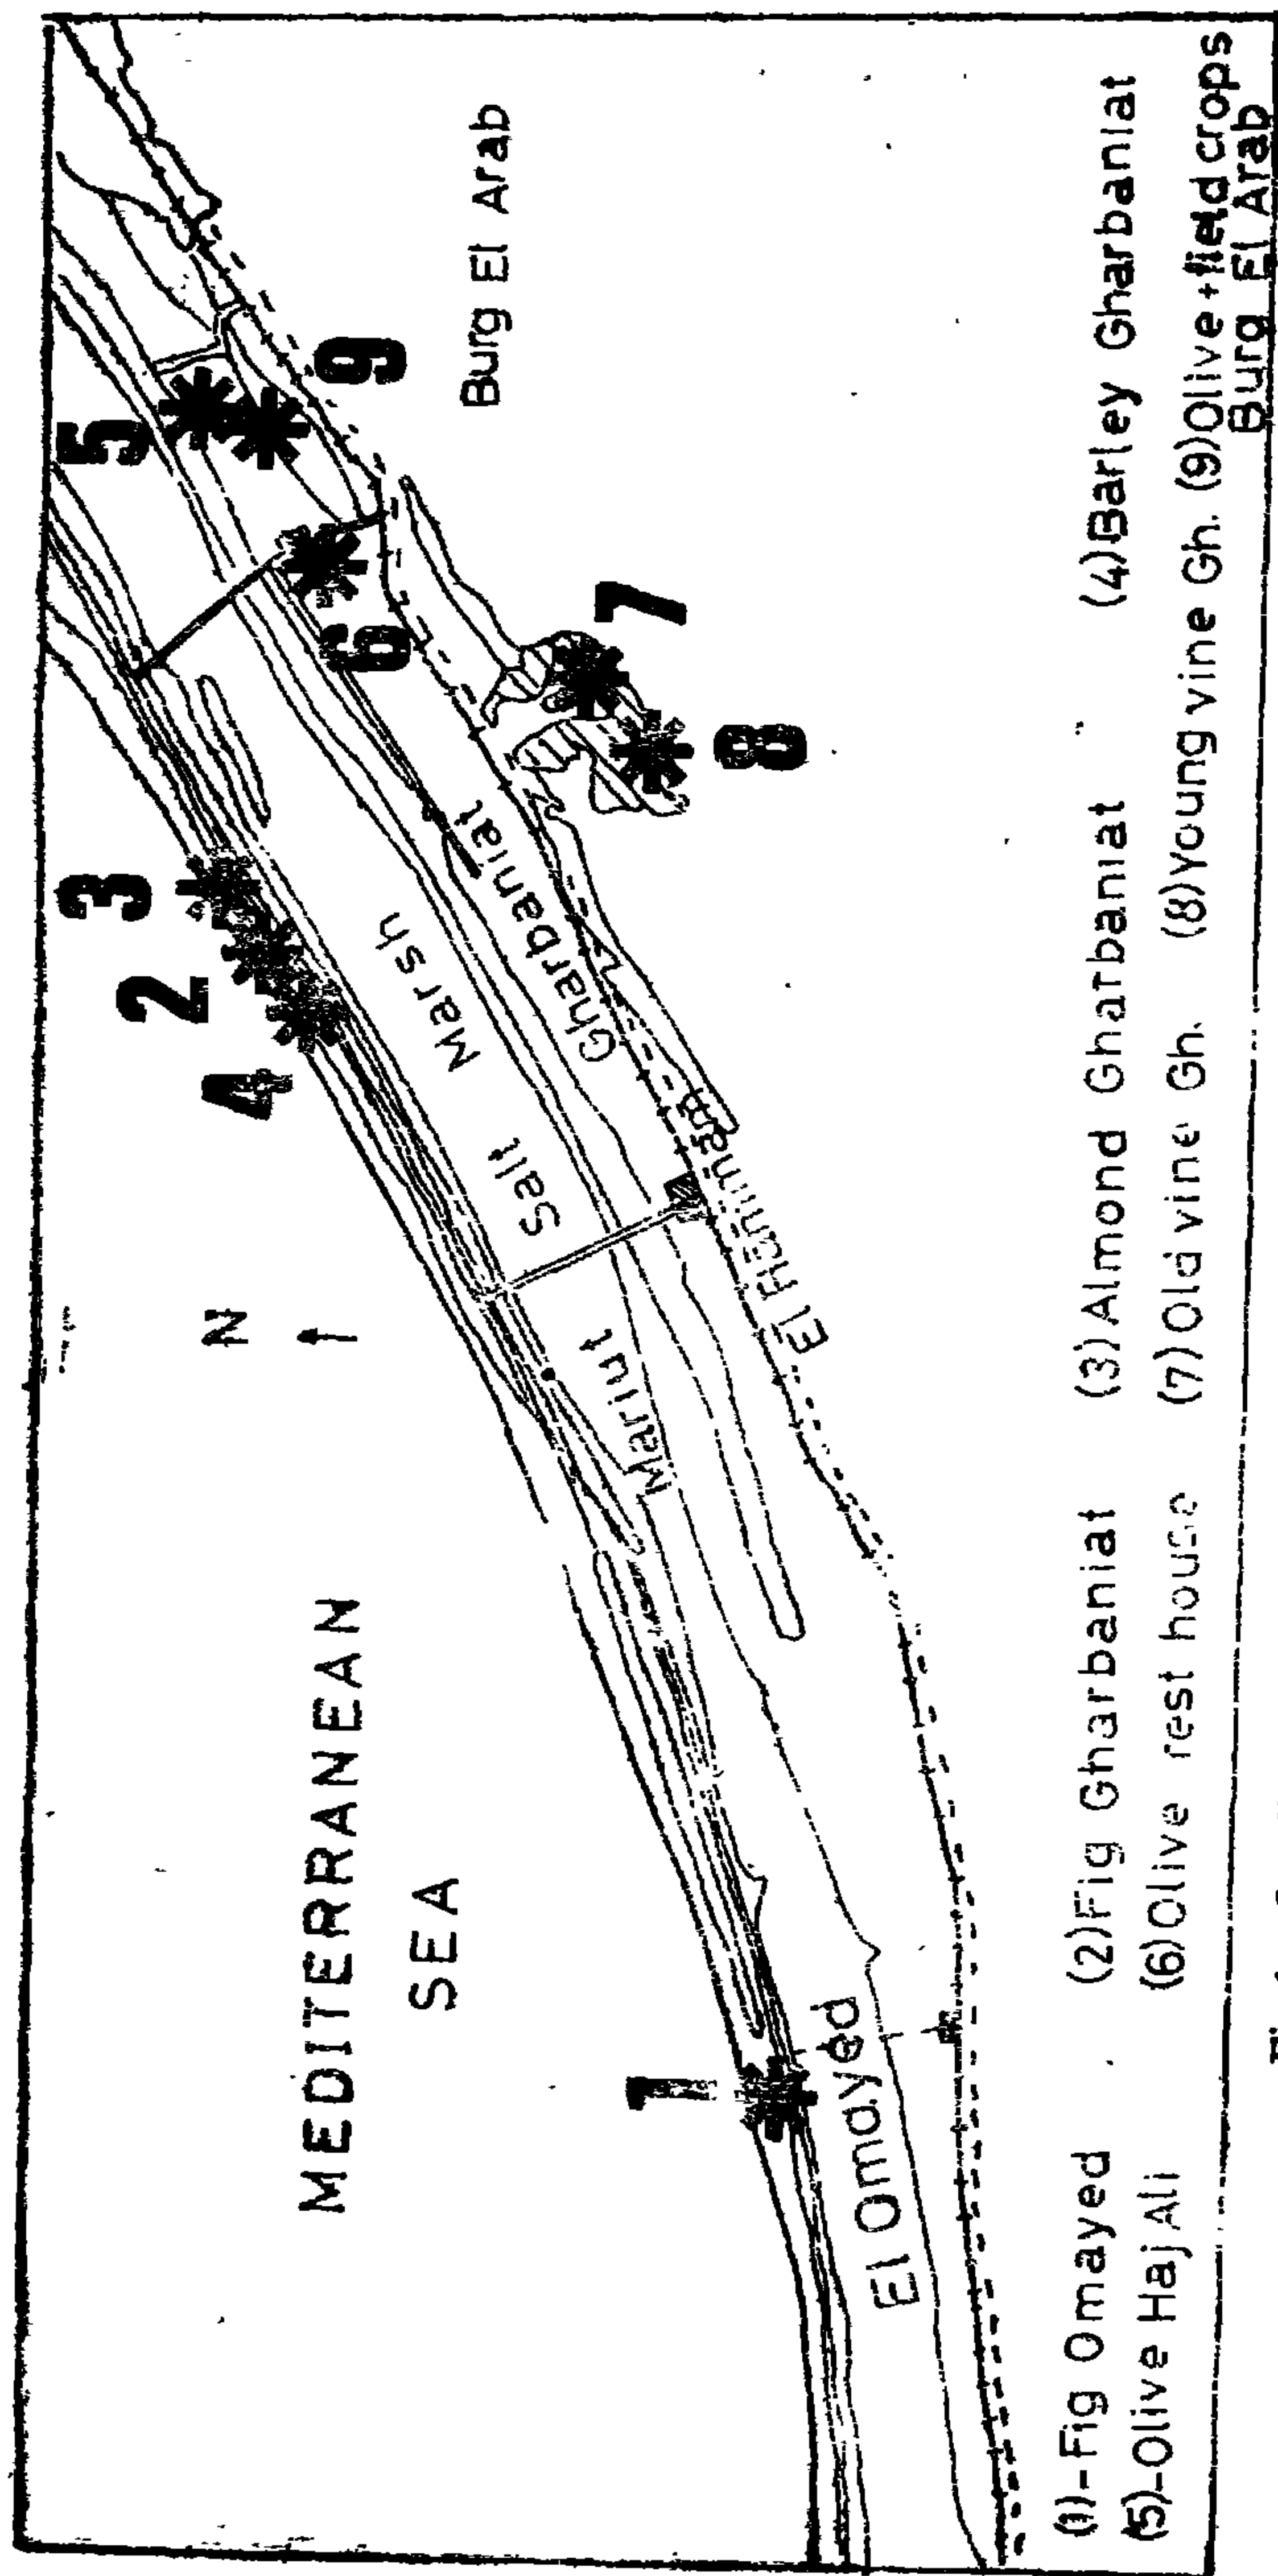 MEDITERRANEAN
SEA
N
Burg El Arab
1
2
3
4
5
6
7
8
9
Salt Marsh
Mariut
Gharbaniat
El Omayed
(1)-Fig Omayed (2)Fig Gharbaniat (3)Almond Gharbaniat (4)Barley Gharbaniat
(5)-Olive Haj Ali (6)Olive rest house (7)Old vine Gh. (8)Young vine Gh. (9)Olive+field crops
Burg El Arab